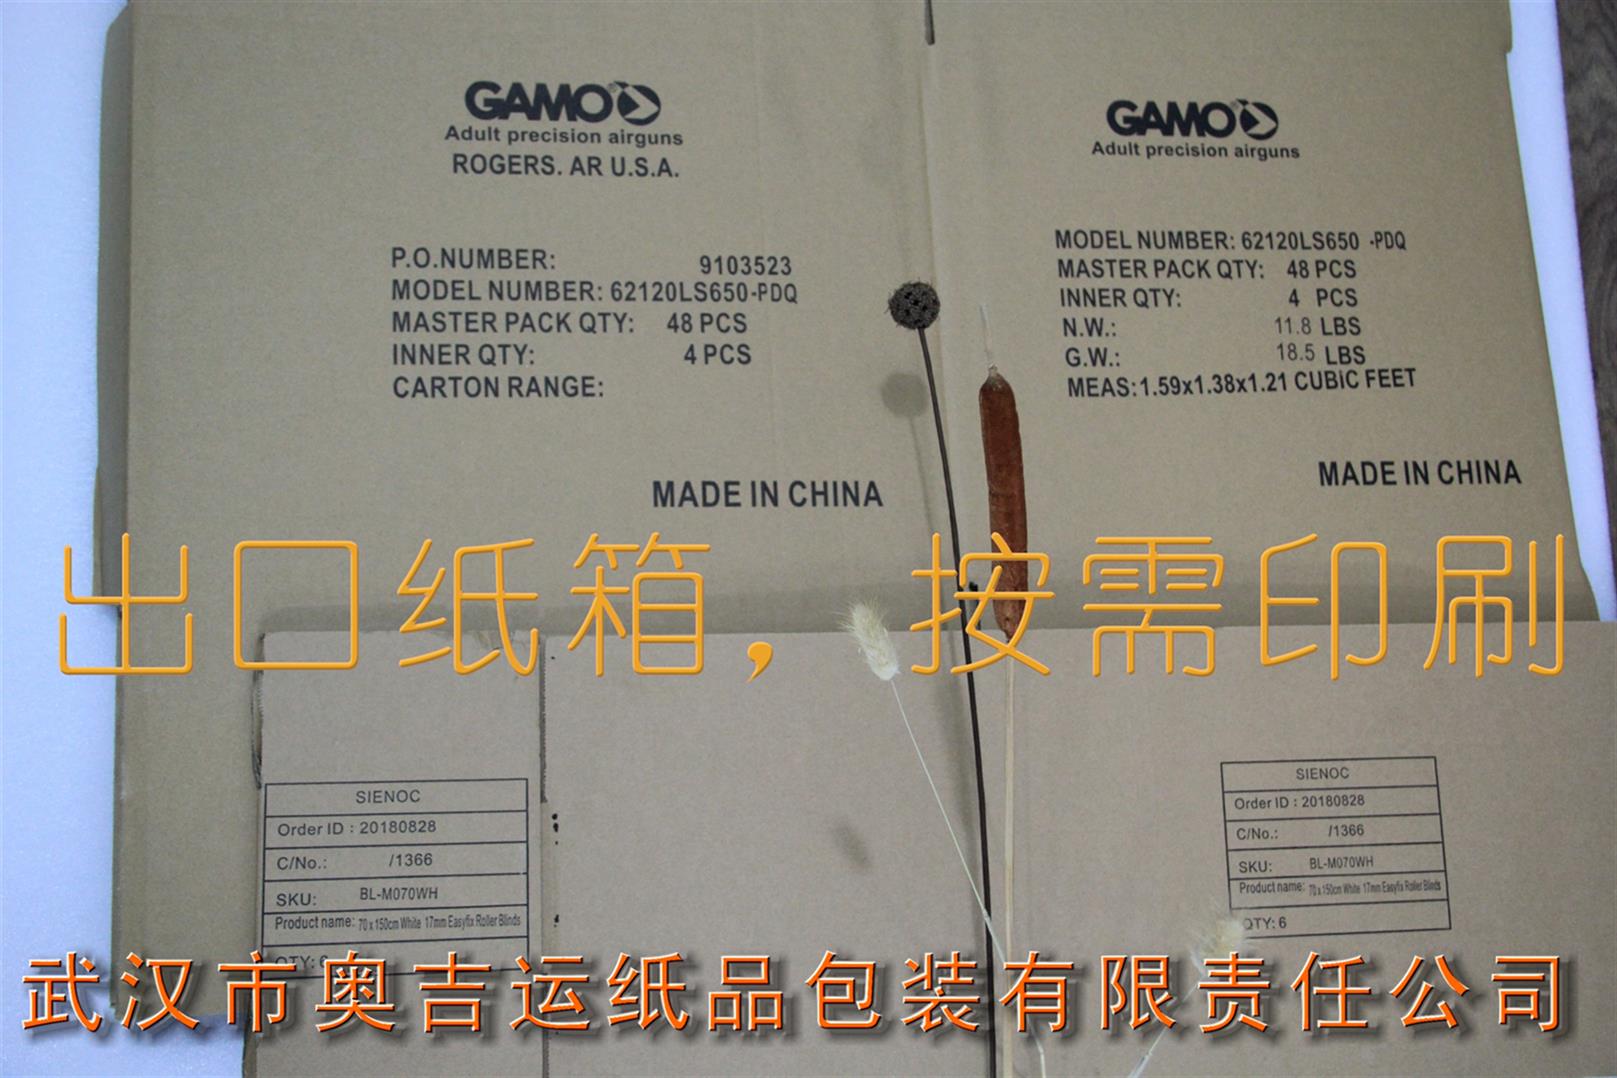 GAMO
Adult precision airguns
ROGERS. AR U.S.A.
P.O.NUMBER: 9103523
MODEL NUMBER: 62120LS650-PDQ
MASTER PACK QTY: 48 PCS
INNER QTY: 4 PCS
CARTON RANGE:
MADE IN CHINA
GAMO
Adult precision airguns
MODEL NUMBER: 62120LS650 -PDQ
MASTER PACK QTY: 48 PCS
INNER QTY: 4 PCS
N.W.: 11.8 LBS
G.W.: 18.5 LBS
MEAS:1.59x1.38x1.21 CUBIC FEET
MADE IN CHINA
出口纸箱，按需印刷
SIENOC
Order ID : 20180828
C/No.: /1366
SKU: BL-M070WH
Product name: 70 x 150cm White 17mm Easyfix Roller Blinds
QTY: 6
SIENOC
Order ID : 20180828
C/No.: /1366
SKU: BL-M070WH
Product name: 70 x 150cm White 17mm Easyfix Roller Blinds
QTY: 6
武汉市奥吉运纸品包装有限责任公司